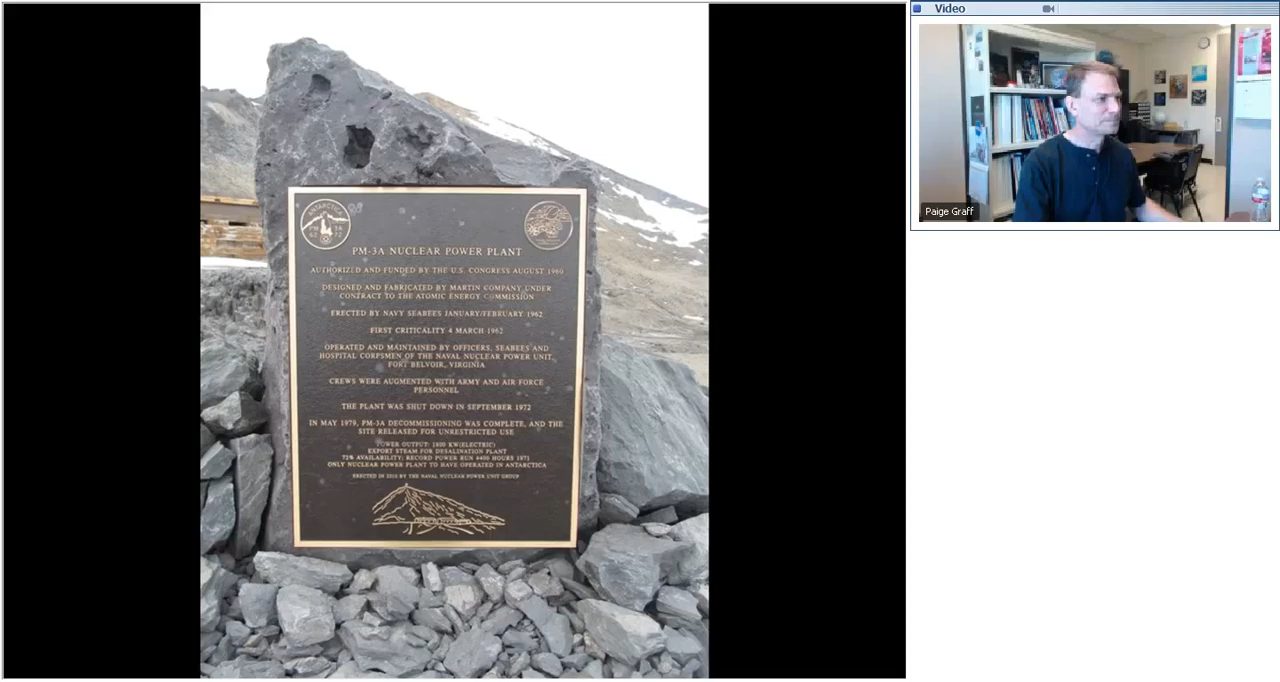 Video
Paige Graff
ANTARCTICA
PM 3A
62 72
PM-3A NUCLEAR POWER PLANT
AUTHORIZED AND FUNDED BY THE U.S. CONGRESS AUGUST 1960
DESIGNED AND FABRICATED BY MARTIN COMPANY UNDER
CONTRACT TO THE ATOMIC ENERGY COMMISSION
ERECTED BY NAVY SEABEES JANUARY/FEBRUARY 1962
FIRST CRITICALITY 4 MARCH 1962
OPERATED AND MAINTAINED BY OFFICERS, SEABEES AND
HOSPITAL CORPSMEN OF THE NAVAL NUCLEAR POWER UNIT,
FORT BELVOIR, VIRGINIA
CREWS WERE AUGMENTED WITH ARMY AND AIR FORCE
PERSONNEL
THE PLANT WAS SHUT DOWN IN SEPTEMBER 1972
IN MAY 1979, PM-3A DECOMMISSIONING WAS COMPLETE, AND THE
SITE RELEASED FOR UNRESTRICTED USE
POWER OUTPUT: 1800 KW(ELECTRIC)
EXPORT STEAM FOR DESALINATION PLANT
72% AVAILABILITY; RECORD POWER RUN 4400 HOURS 1971
ONLY NUCLEAR POWER PLANT TO HAVE OPERATED IN ANTARCTICA
ERECTED IN 2010 BY THE NAVAL NUCLEAR POWER UNIT GROUP